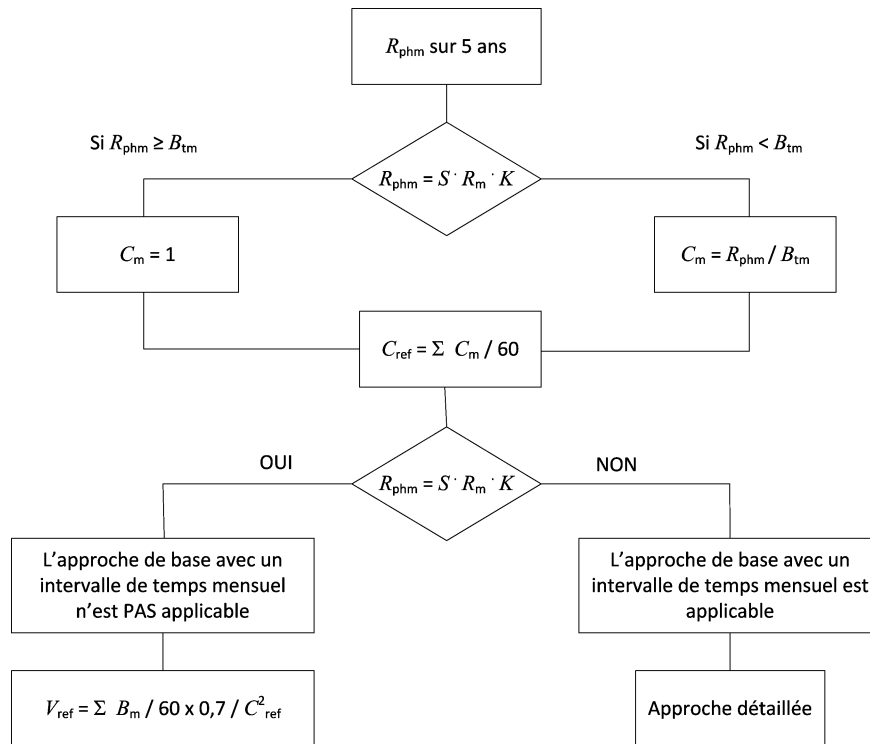 R_phm sur 5 ans
Si R_phm ≥ B_tm
Si R_phm < B_tm
R_phm = S · R_m · K
C_m = 1
C_m = R_phm / B_tm
C_ref = Σ C_m / 60
OUI
NON
R_phm = S · R_m · K
L'approche de base avec un
intervalle de temps mensuel
n'est PAS applicable
L'approche de base avec un
intervalle de temps mensuel est
applicable
V_ref = Σ B_m / 60 x 0,7 / C²_ref
Approche détaillée